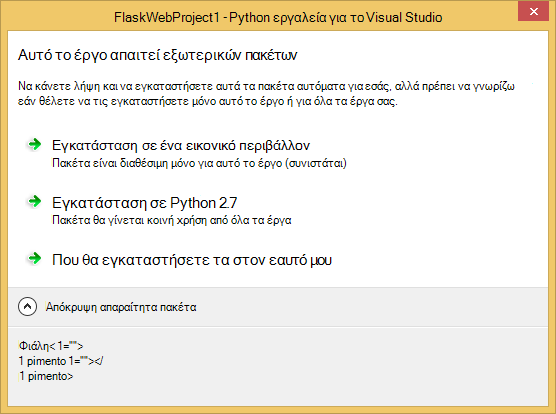 FlaskWebProject1 - Python εργαλεία για το Visual Studio
Αυτό το έργο απαιτεί εξωτερικών πακέτων
Να κάνετε λήψη και να εγκαταστήσετε αυτά τα πακέτα αυτόματα για εσάς, αλλά πρέπει να γνωρίζω
εάν θέλετε να τις εγκαταστήσετε μόνο αυτό το έργο ή για όλα τα έργα σας.
Εγκατάσταση σε ένα εικονικό περιβάλλον
Πακέτα είναι διαθέσιμη μόνο για αυτό το έργο (συνιστάται)
Εγκατάσταση σε Python 2.7
Πακέτα θα γίνεται κοινή χρήση από όλα τα έργα
Που θα εγκαταστήσετε τα στον εαυτό μου
Απόκρυψη απαραίτητα πακέτα
Φιάλη< 1="">
1 pimento 1=""></
1 pimento>